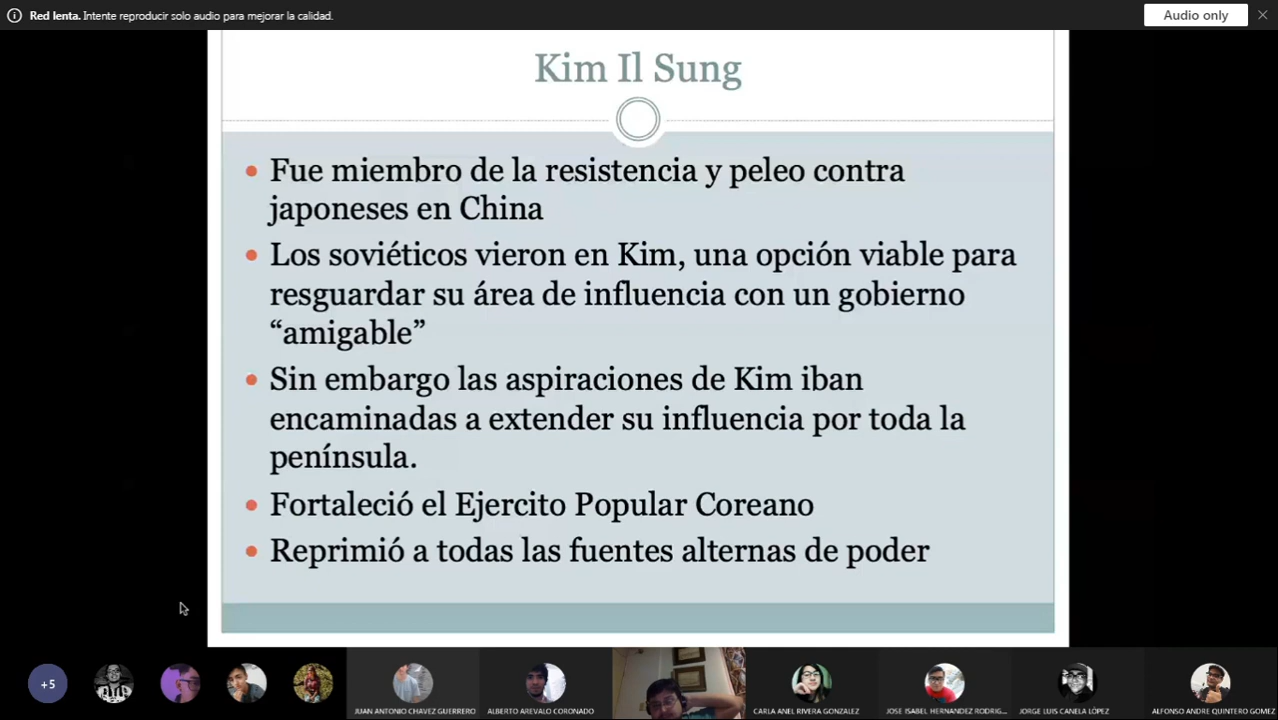 Red lenta. Intente reproducir solo audio para mejorar la calidad.
Audio only
Kim Il Sung
Fue miembro de la resistencia y peleo contra
japoneses en China
Los soviéticos vieron en Kim, una opción viable para
resguardar su área de influencia con un gobierno
“amigable”
Sin embargo las aspiraciones de Kim iban
encaminadas a extender su influencia por toda la
península.
Fortaleció el Ejercito Popular Coreano
Reprimió a todas las fuentes alternas de poder
+5
JUAN ANTONIO CHAVEZ GUERRERO
ALBERTO AREVALO CORONADO
CARLA ANEL RIVERA GONZALEZ
JOSE ISABEL HERNANDEZ RODRIG...
JORGE LUIS CANELA LÓPEZ
ALFONSO ANDRE QUINTERO GOMEZ